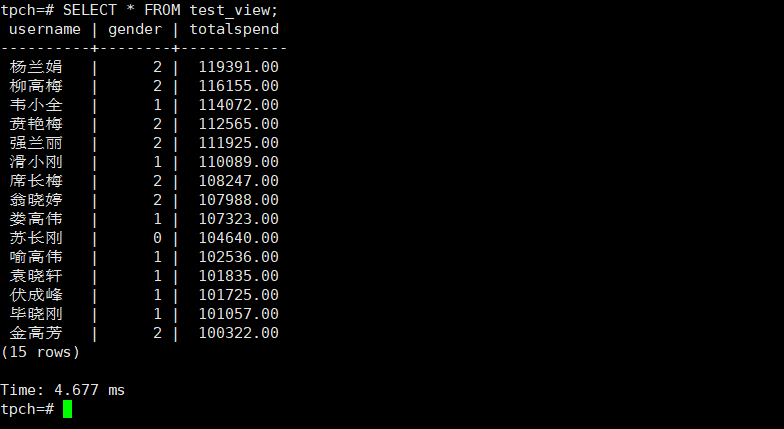 tpch=# SELECT * FROM test_view;
 username | gender | totalspend
----------+--------+------------
 杨兰娟   |      2 |  119391.00
 柳高梅   |      2 |  116155.00
 韦小全   |      1 |  114072.00
 贲艳梅   |      2 |  112565.00
 强兰丽   |      2 |  111925.00
 滑小刚   |      1 |  110089.00
 席长梅   |      2 |  108247.00
 翁晓婷   |      2 |  107988.00
 娄高伟   |      1 |  107323.00
 苏长刚   |      0 |  104640.00
 喻高伟   |      1 |  102536.00
 袁晓轩   |      1 |  101835.00
 伏成峰   |      1 |  101725.00
 毕晓刚   |      1 |  101057.00
 金高芳   |      2 |  100322.00
(15 rows)
Time: 4.677 ms
tpch=#